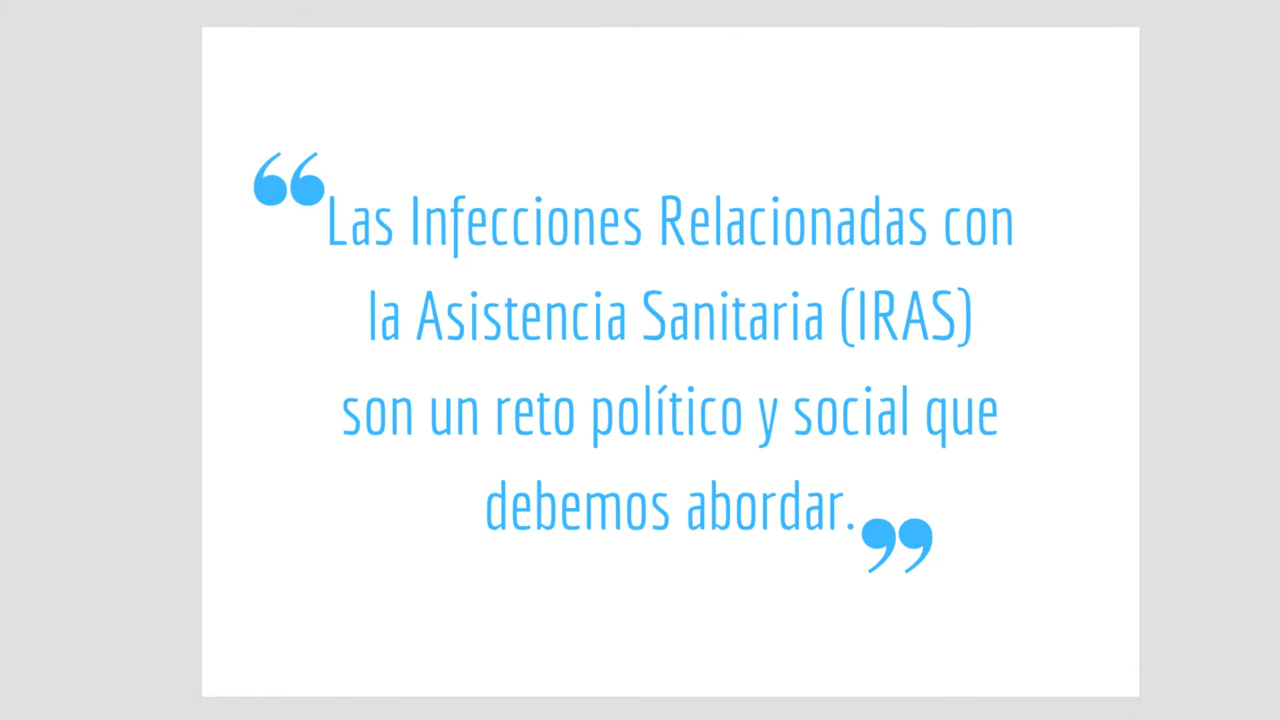 “Las Infecciones Relacionadas con
la Asistencia Sanitaria (IRAS)
son un reto político y social que
debemos abordar.”